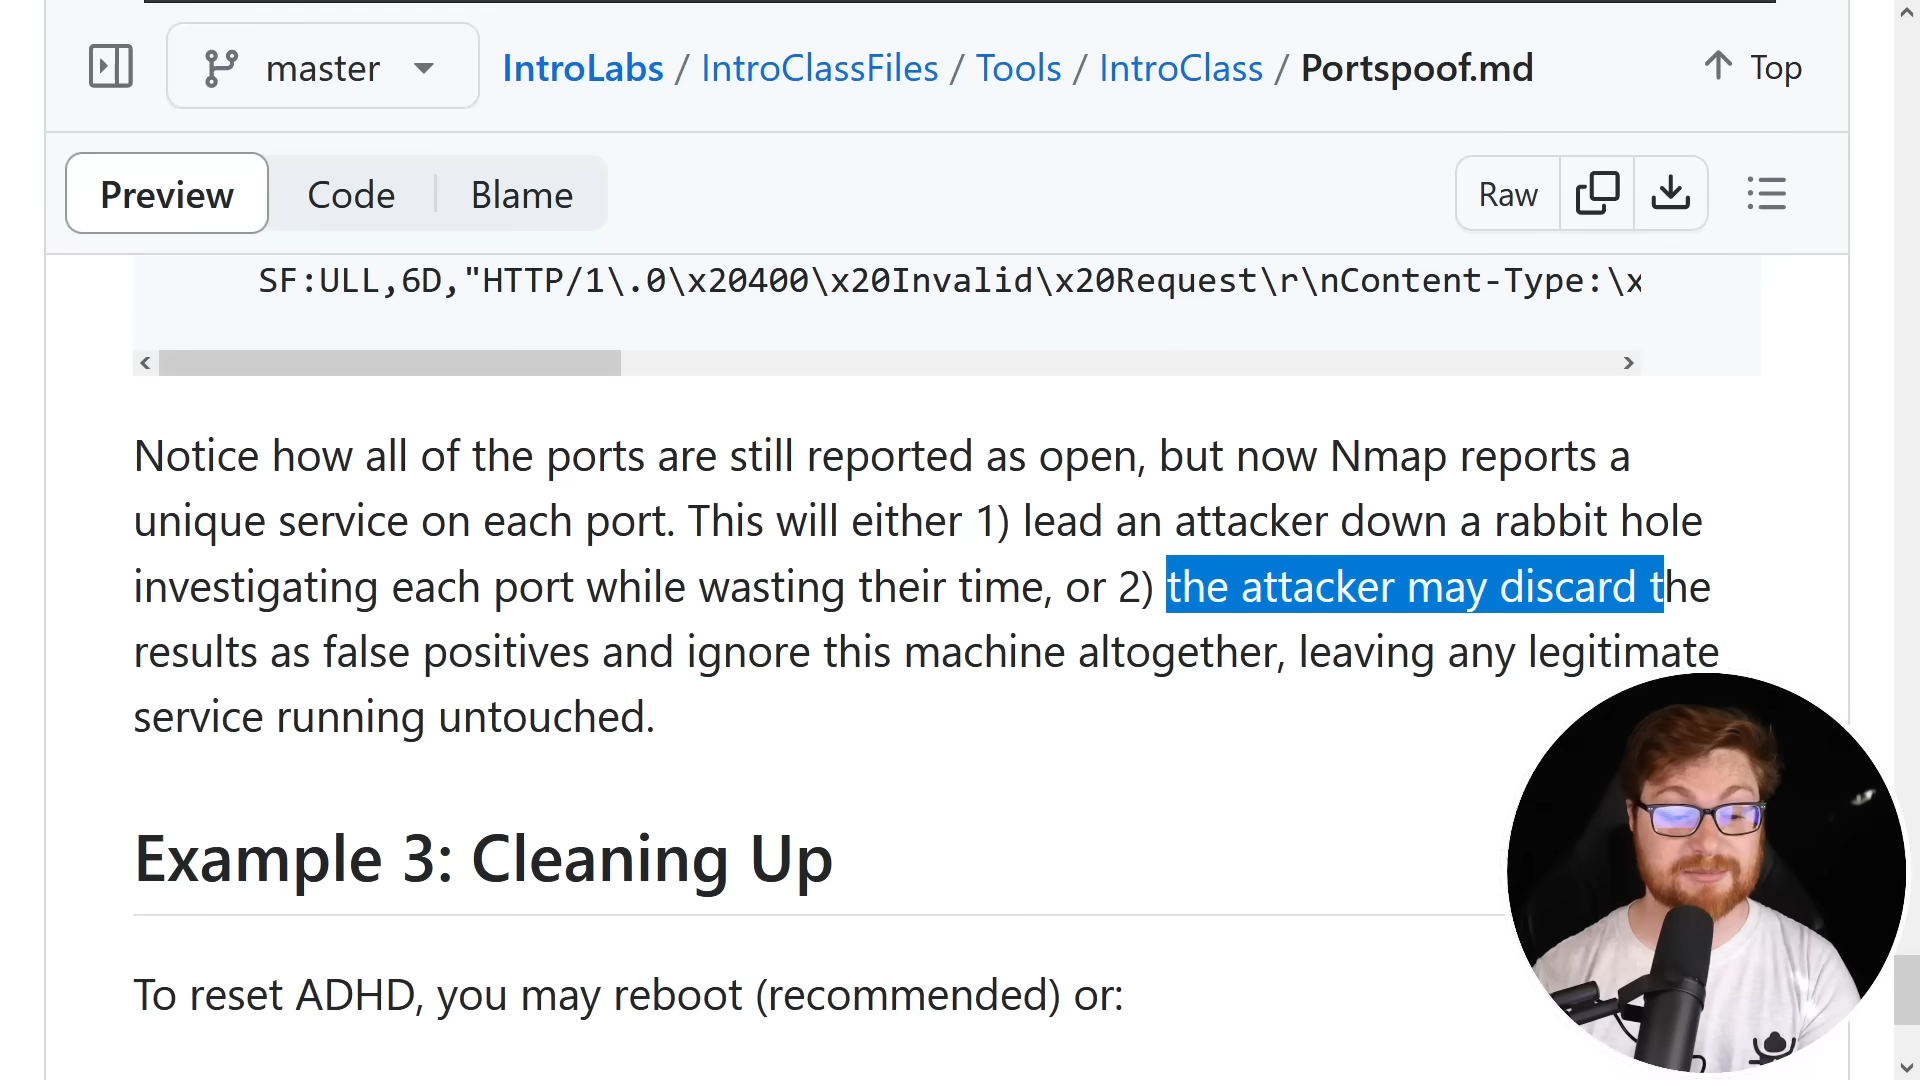 master
IntroLabs / IntroClassFiles / Tools / IntroClass / Portspoof.md
Top
Preview
Code
Blame
Raw
SF:ULL,6D,"HTTP/1\.0\x20400\x20Invalid\x20Request\r\nContent-Type:\x
Notice how all of the ports are still reported as open, but now Nmap reports a
unique service on each port. This will either 1) lead an attacker down a rabbit hole
investigating each port while wasting their time, or 2) the attacker may discard the
results as false positives and ignore this machine altogether, leaving any legitimate
service running untouched.
Example 3: Cleaning Up
To reset ADHD, you may reboot (recommended) or: